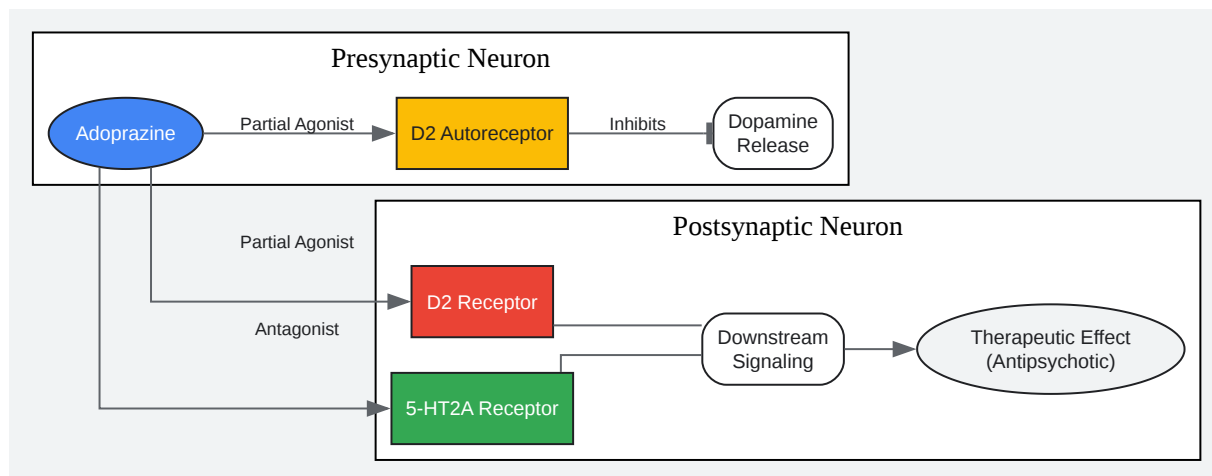 Presynaptic Neuron
Adoprazine
Partial Agonist
D2 Autoreceptor
Inhibits
Dopamine
Release
Postsynaptic Neuron
Partial Agonist
D2 Receptor
Antagonist
5-HT2A Receptor
Downstream
Signaling
Therapeutic Effect
(Antipsychotic)